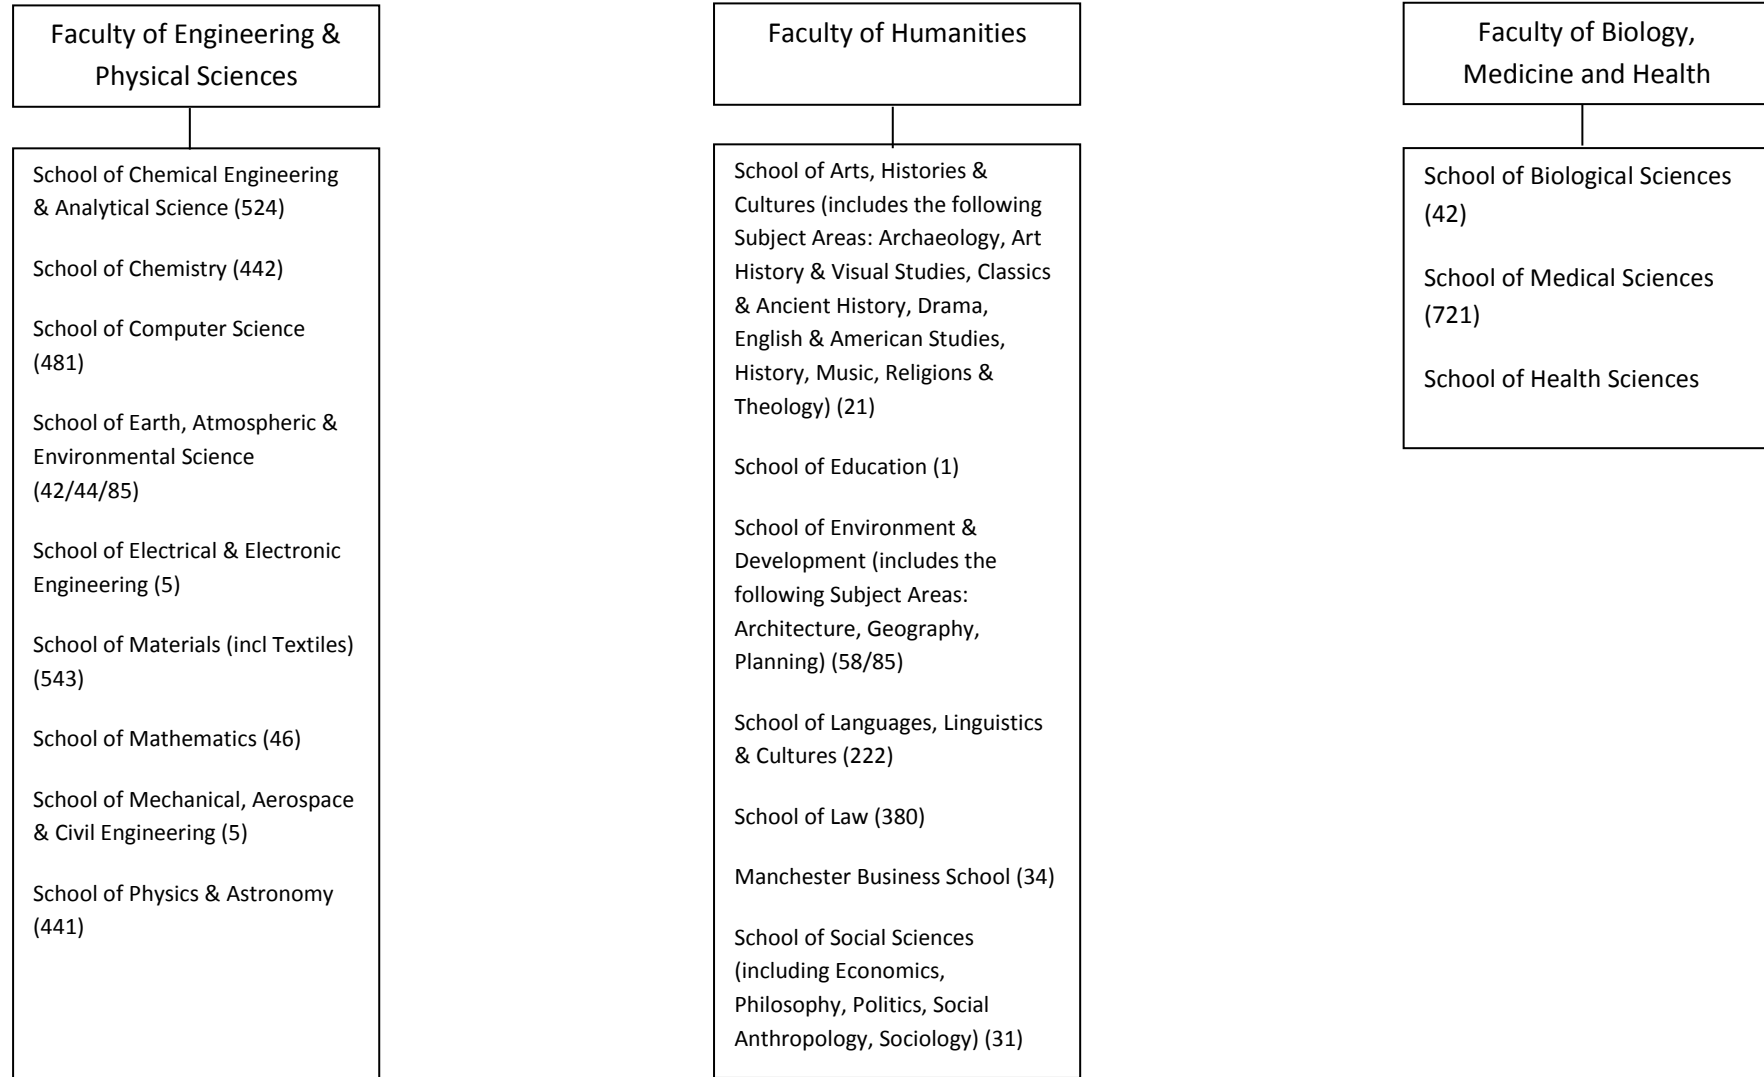 Faculty of Engineering &
Physical Sciences
School of Chemical Engineering
& Analytical Science (524)
School of Chemistry (442)
School of Computer Science
(481)
School of Earth, Atmospheric &
Environmental Science
(42/44/85)
School of Electrical & Electronic
Engineering (5)
School of Materials (incl Textiles)
(543)
School of Mathematics (46)
School of Mechanical, Aerospace
& Civil Engineering (5)
School of Physics & Astronomy
(441)
Faculty of Humanities
School of Arts, Histories &
Cultures (includes the following
Subject Areas: Archaeology, Art
History & Visual Studies, Classics
& Ancient History, Drama,
English & American Studies,
History, Music, Religions &
Theology) (21)
School of Education (1)
School of Environment &
Development (includes the
following Subject Areas:
Architecture, Geography,
Planning) (58/85)
School of Languages, Linguistics
& Cultures (222)
School of Law (380)
Manchester Business School (34)
School of Social Sciences
(including Economics,
Philosophy, Politics, Social
Anthropology, Sociology) (31)
Faculty of Biology,
Medicine and Health
School of Biological Sciences
(42)
School of Medical Sciences
(721)
School of Health Sciences